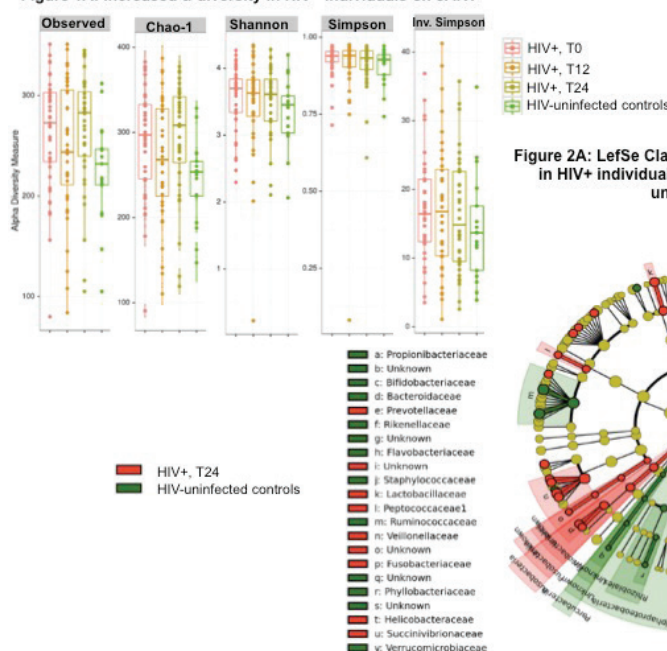 Observed
Chao-1
Shannon
Simpson
Inv. Simpson
Alpha Diversity Measure
300
200
100
400
300
200
100
4
3
2
1
1.00
0.75
0.50
0.25
40
30
20
10
0
HIV+, T0
HIV+, T12
HIV+, T24
HIV-uninfected controls
Figure 2A: LefSe Cla
in HIV+ individua
un
HIV+, T24
HIV-uninfected controls
a: Propionibacteriaceae
b: Unknown
c: Bifidobacteriaceae
d: Bacteroidaceae
e: Prevotellaceae
f: Rikenellaceae
g: Unknown
h: Flavobacteriaceae
i: Unknown
j: Staphylococcaceae
k: Lactobacillaceae
l: Peptococcaceae1
m: Ruminococcaceae
n: Veillonellaceae
o: Unknown
p: Fusobacteriaceae
q: Unknown
r: Phyllobacteriaceae
s: Unknown
t: Helicobacteraceae
u: Succinivibrionaceae
v: Verrucomicrobiaceae
k
m
n
r